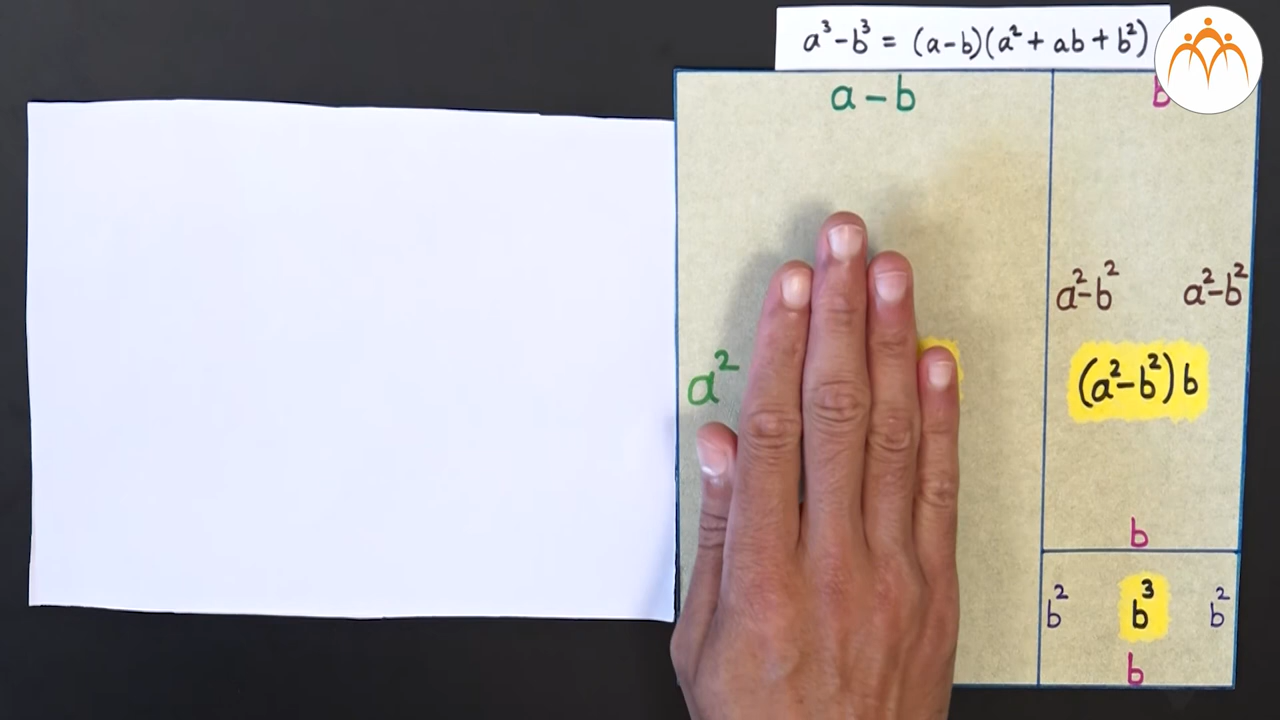 a³-b³ = (a-b)(a²+ab+b²)
a-b
b
a²-b² a²-b²
a²
(a²-b²)b
b
b² b³ b²
b